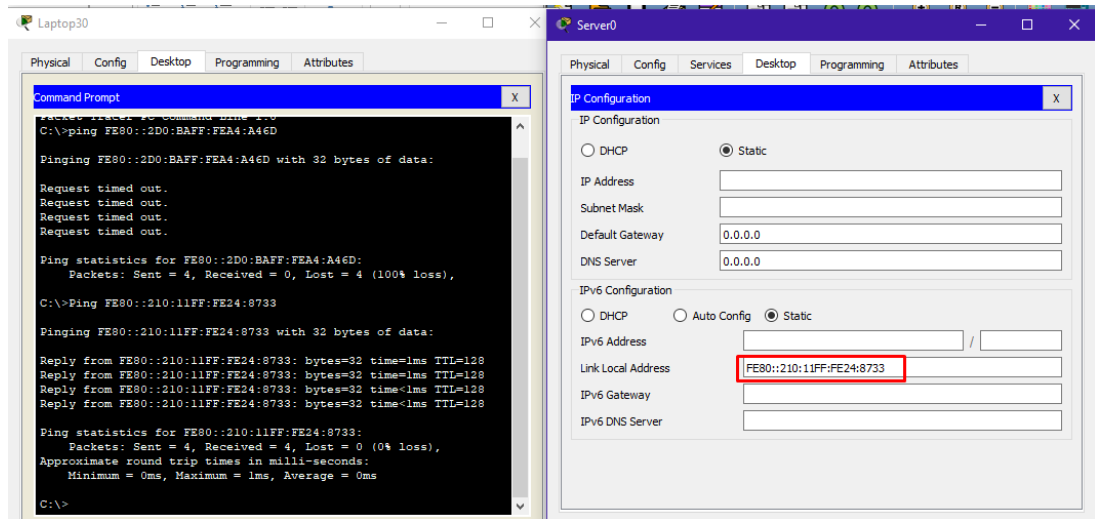 Laptop30
Physical Config Desktop Programming Attributes
Command Prompt X
Packet Tracer PC Command Line 1.0
C:\>ping FE80::2D0:BAFF:FEA4:A46D
Pinging FE80::2D0:BAFF:FEA4:A46D with 32 bytes of data:
Request timed out.
Request timed out.
Request timed out.
Request timed out.
Ping statistics for FE80::2D0:BAFF:FEA4:A46D:
Packets: Sent = 4, Received = 0, Lost = 4 (100% loss),
C:\>Ping FE80::210:11FF:FE24:8733
Pinging FE80::210:11FF:FE24:8733 with 32 bytes of data:
Reply from FE80::210:11FF:FE24:8733: bytes=32 time=1ms TTL=128
Reply from FE80::210:11FF:FE24:8733: bytes=32 time=1ms TTL=128
Reply from FE80::210:11FF:FE24:8733: bytes=32 time<1ms TTL=128
Reply from FE80::210:11FF:FE24:8733: bytes=32 time<1ms TTL=128
Ping statistics for FE80::210:11FF:FE24:8733:
Packets: Sent = 4, Received = 4, Lost = 0 (0% loss),
Approximate round trip times in milli-seconds:
Minimum = 0ms, Maximum = 1ms, Average = 0ms
C:\>
Server0
Physical Config Services Desktop Programming Attributes
IP Configuration X
IP Configuration
DHCP Static
IP Address
Subnet Mask
Default Gateway 0.0.0.0
DNS Server 0.0.0.0
IPv6 Configuration
DHCP Auto Config Static
IPv6 Address /
Link Local Address FE80::210:11FF:FE24:8733
IPv6 Gateway
IPv6 DNS Server